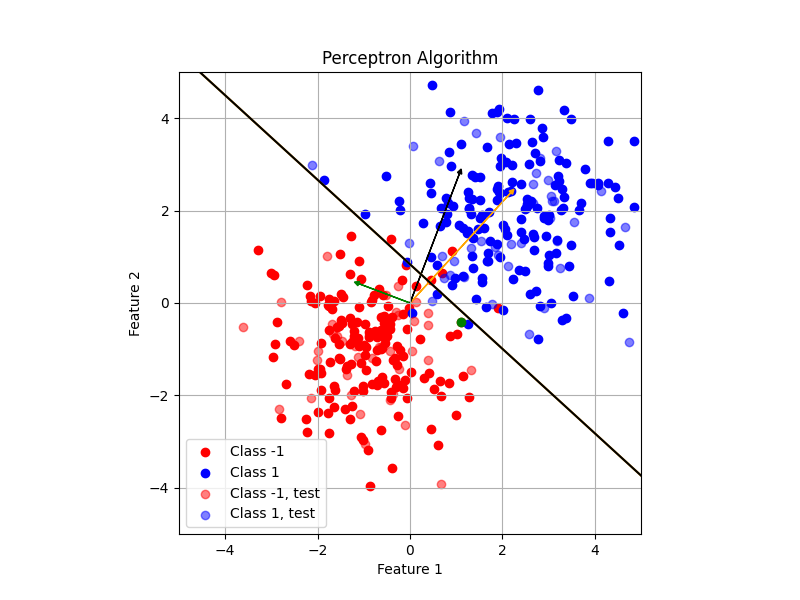 Perceptron Algorithm
4
2
0
−2
−4
Feature 2
Class -1
Class 1
Class -1, test
Class 1, test
−4
−2
0
2
4
Feature 1